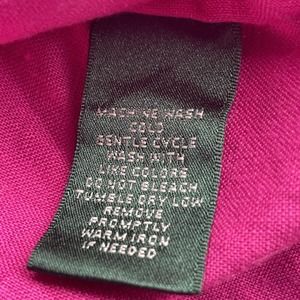 MACHINE WASH
COLD
GENTLE CYCLE
WASH WITH
LIKE COLORS
DO NOT BLEACH
TUMBLE DRY LOW
REMOVE
PROMPTLY
WARM IRON
IF NEEDED